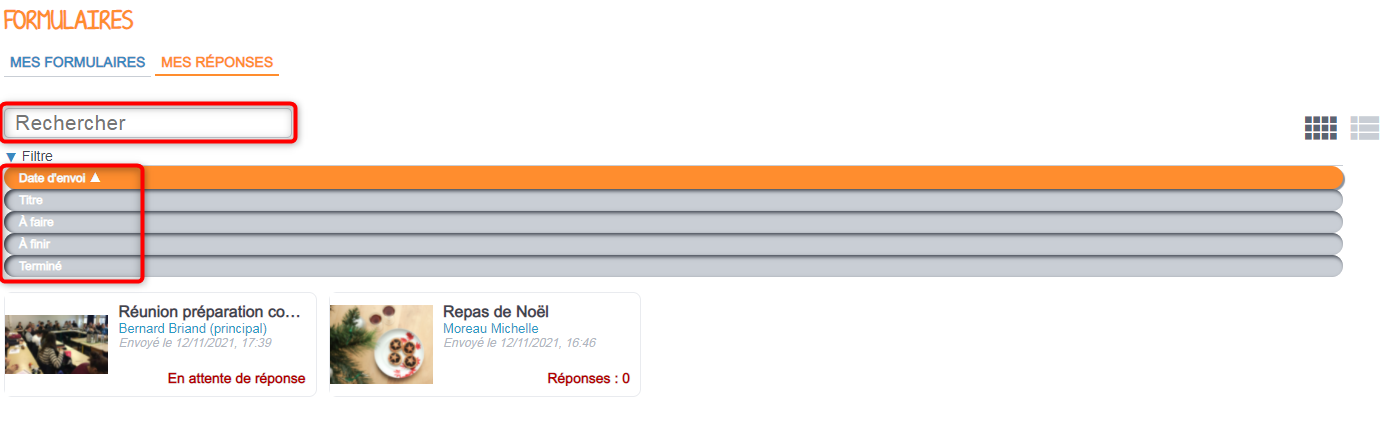 FORMULAIRES
MES FORMULAIRES MES RÉPONSES
Rechercher
▼ Filtre
Date d'envoi ▲
Titre
À faire
À finir
Terminé
Réunion préparation co…
Bernard Briand (principal)
Envoyé le 12/11/2021, 17:39
En attente de réponse
Repas de Noël
Moreau Michelle
Envoyé le 12/11/2021, 16:46
Réponses : 0